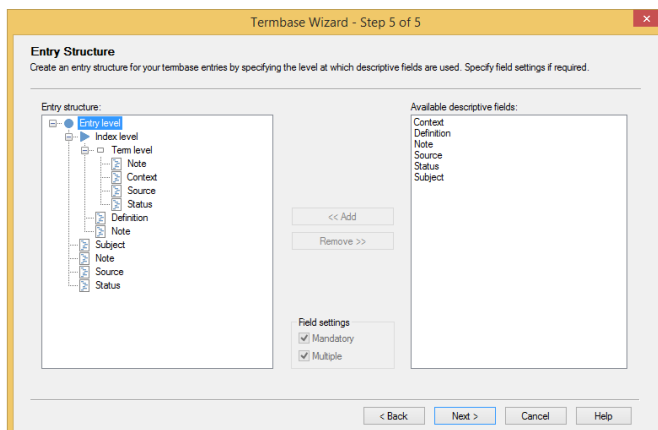 Termbase Wizard - Step 5 of 5
Entry Structure
Create an entry structure for your termbase entries by specifying the level at which descriptive fields are used. Specify field settings if required.
Entry structure:
Entry level
Index level
Term level
Note
Context
Source
Status
Definition
Note
Subject
Note
Source
Status
<< Add
Remove >>
Field settings
Mandatory
Multiple
Available descriptive fields:
Context
Definition
Note
Source
Status
Subject
< Back
Next >
Cancel
Help